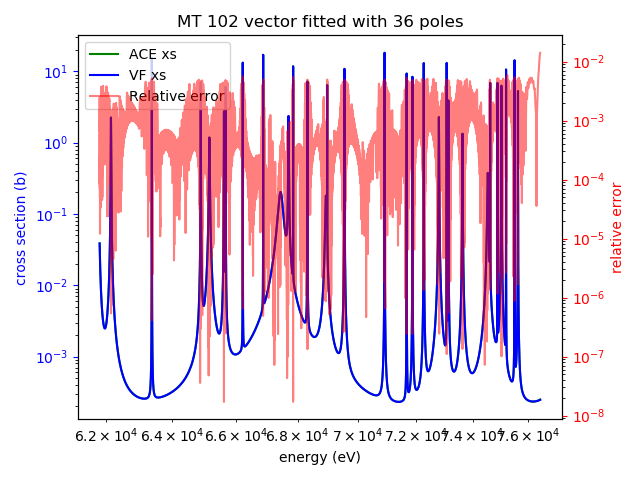 MT 102 vector fitted with 36 poles
ACE xs
VF xs
Relative error
cross section (b)
10¹
10⁰
10⁻¹
10⁻²
10⁻³
relative error
10⁻²
10⁻³
10⁻⁴
10⁻⁵
10⁻⁶
10⁻⁷
10⁻⁸
6.2 × 10⁴ 6.4 × 10⁴ 6.6 × 10⁴ 6.8 × 10⁴ 7 × 10⁴ 7.2 × 10⁴ 7.4 × 10⁴ 7.6 × 10⁴
energy (eV)